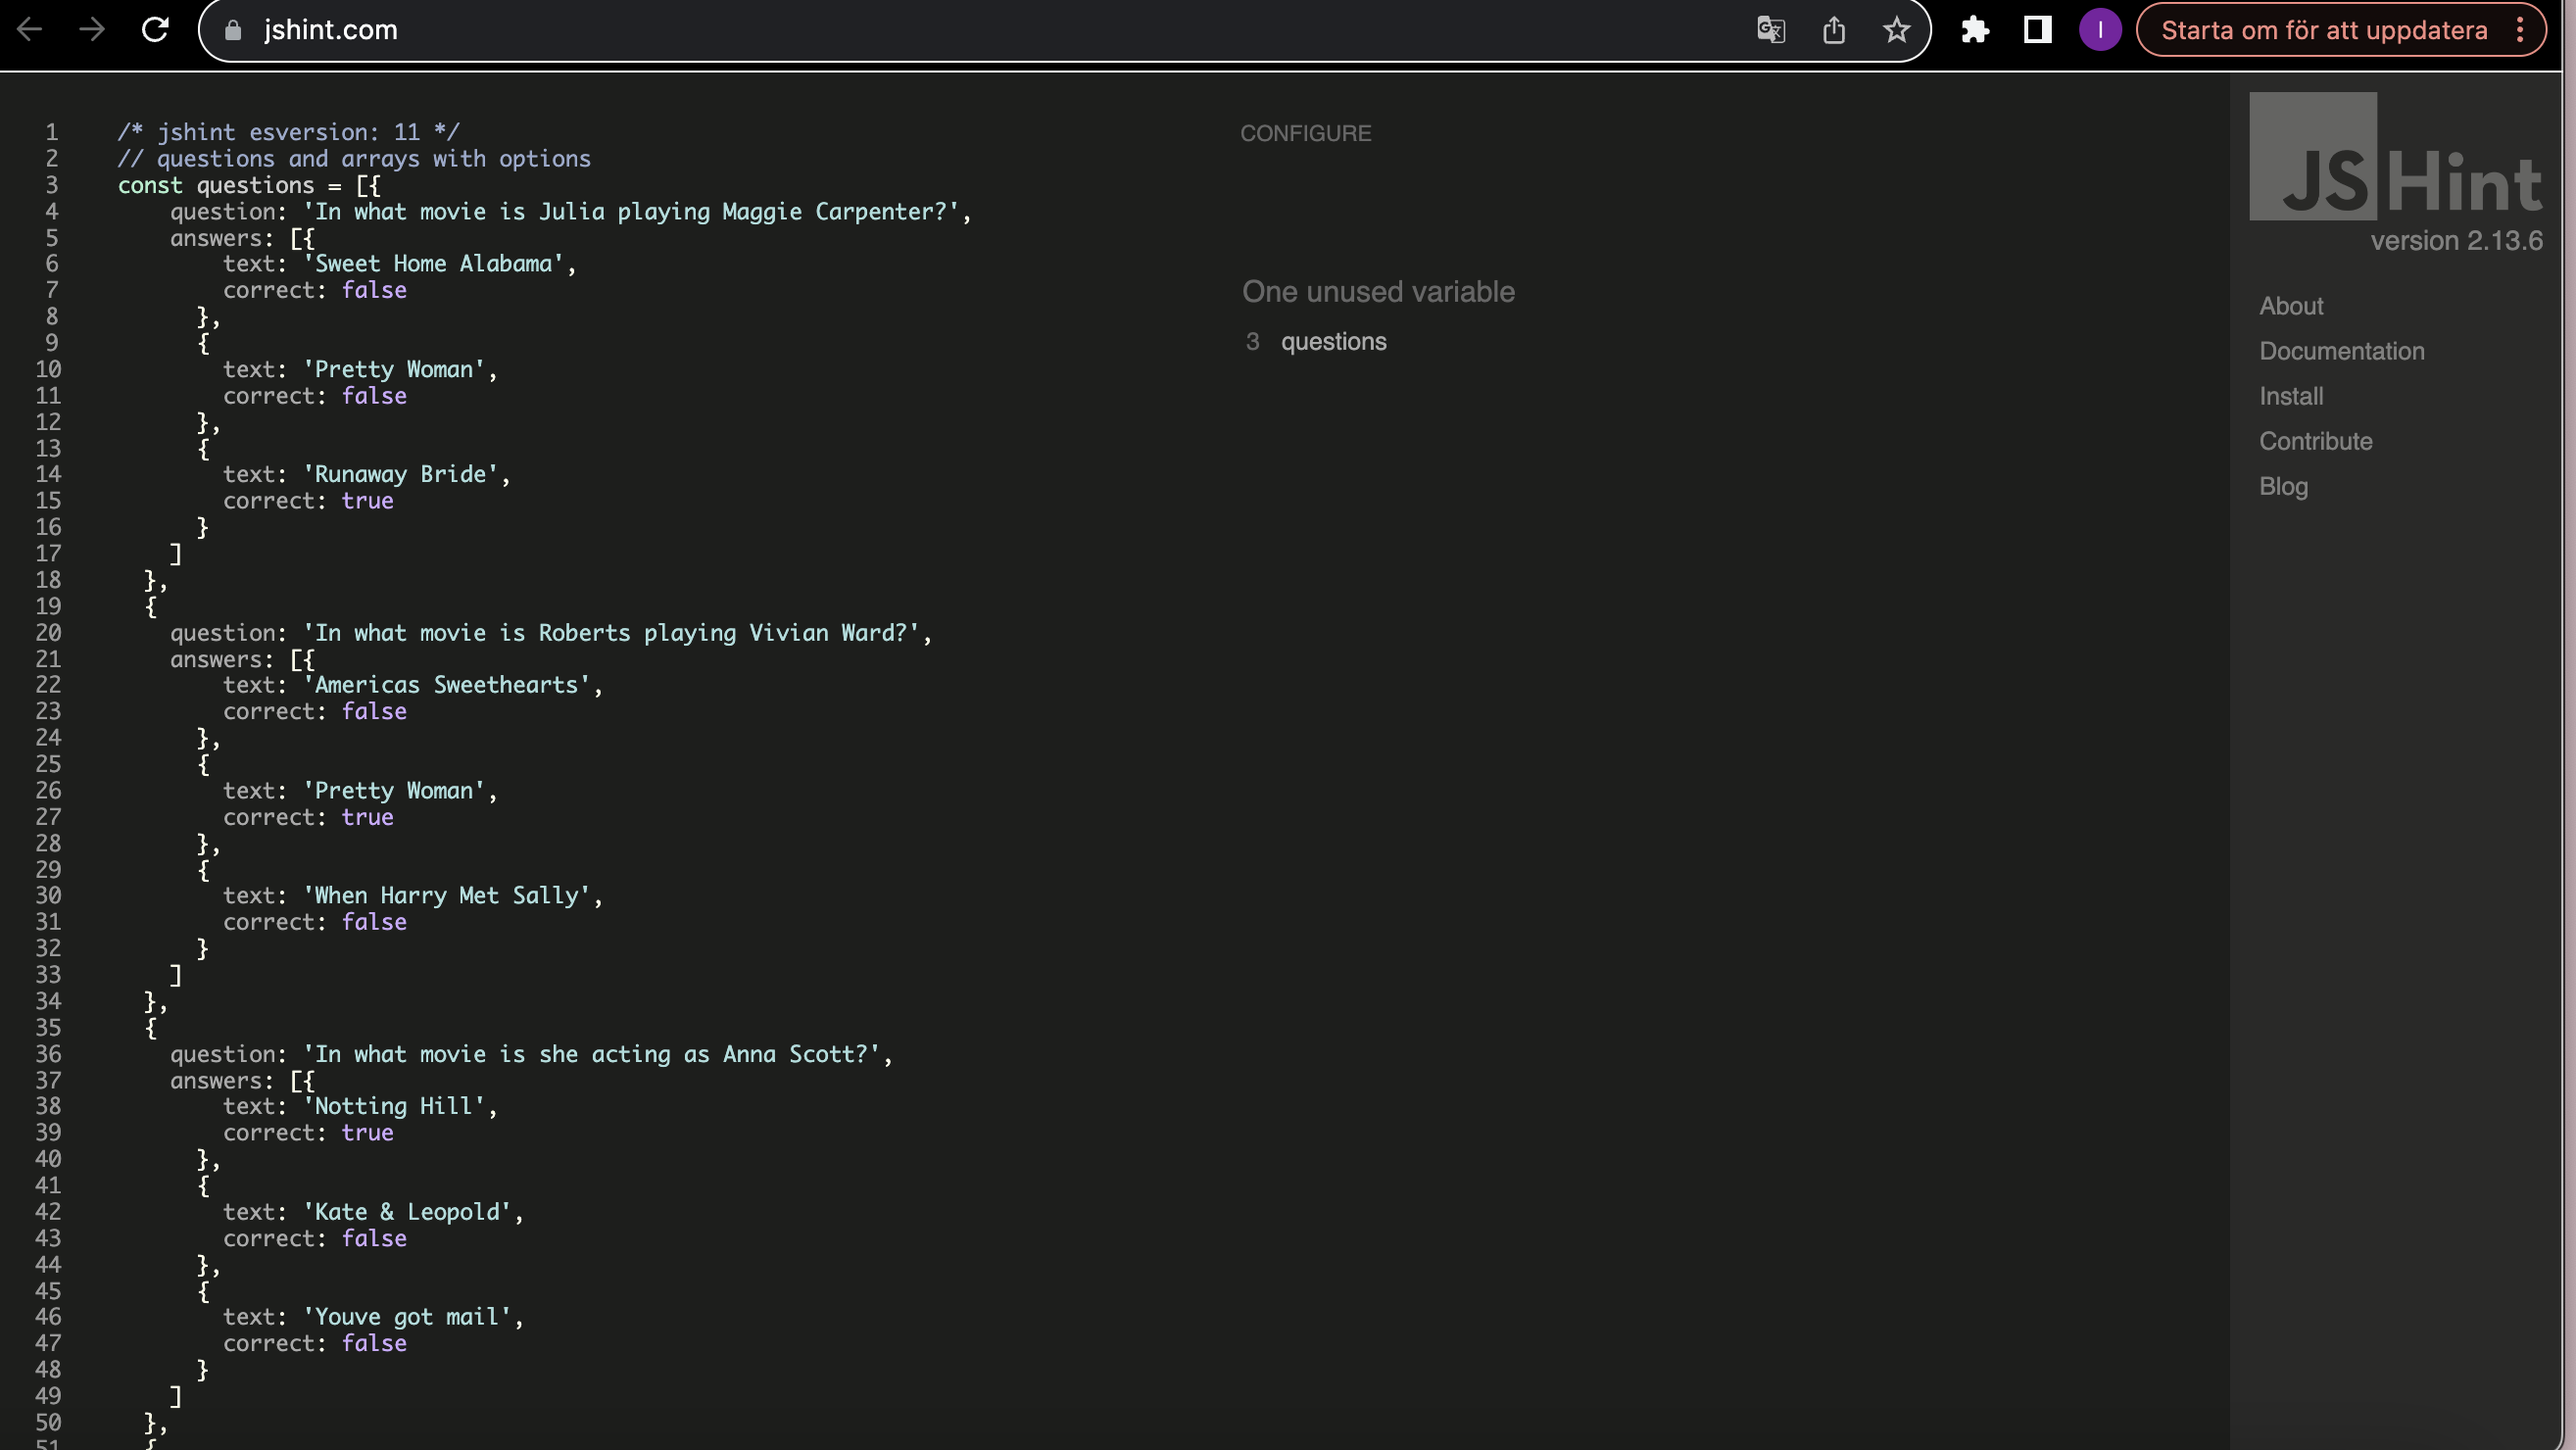 jshint.com
I
Starta om för att uppdatera
1 /* jshint esversion: 11 */
2 // questions and arrays with options
3 const questions = [{
4 question: 'In what movie is Julia playing Maggie Carpenter?',
5 answers: [{
6 text: 'Sweet Home Alabama',
7 correct: false
8 },
9 {
10 text: 'Pretty Woman',
11 correct: false
12 },
13 {
14 text: 'Runaway Bride',
15 correct: true
16 }
17 ]
18 },
19 {
20 question: 'In what movie is Roberts playing Vivian Ward?',
21 answers: [{
22 text: 'Americas Sweethearts',
23 correct: false
24 },
25 {
26 text: 'Pretty Woman',
27 correct: true
28 },
29 {
30 text: 'When Harry Met Sally',
31 correct: false
32 }
33 ]
34 },
35 {
36 question: 'In what movie is she acting as Anna Scott?',
37 answers: [{
38 text: 'Notting Hill',
39 correct: true
40 },
41 {
42 text: 'Kate & Leopold',
43 correct: false
44 },
45 {
46 text: 'Youve got mail',
47 correct: false
48 }
49 ]
50 },
51 {
CONFIGURE
One unused variable
3 questions
JSHint
version 2.13.6
About
Documentation
Install
Contribute
Blog